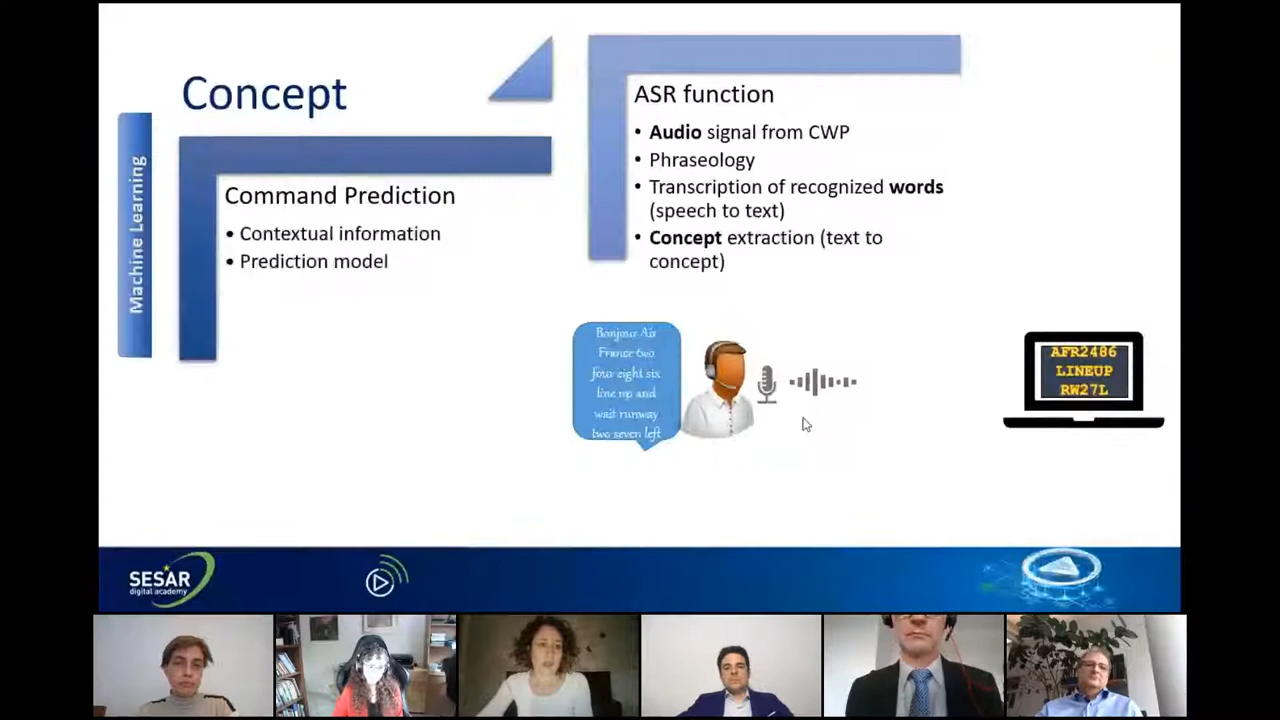 Concept
Machine Learning
Command Prediction
• Contextual information
• Prediction model
ASR function
• Audio signal from CWP
• Phraseology
• Transcription of recognized words
(speech to text)
• Concept extraction (text to
concept)
Bonjour Air
France two
four eight six
line up and
wait runway
two seven left
AFR2486
LINEUP
RW27L
SESAR
digital academy